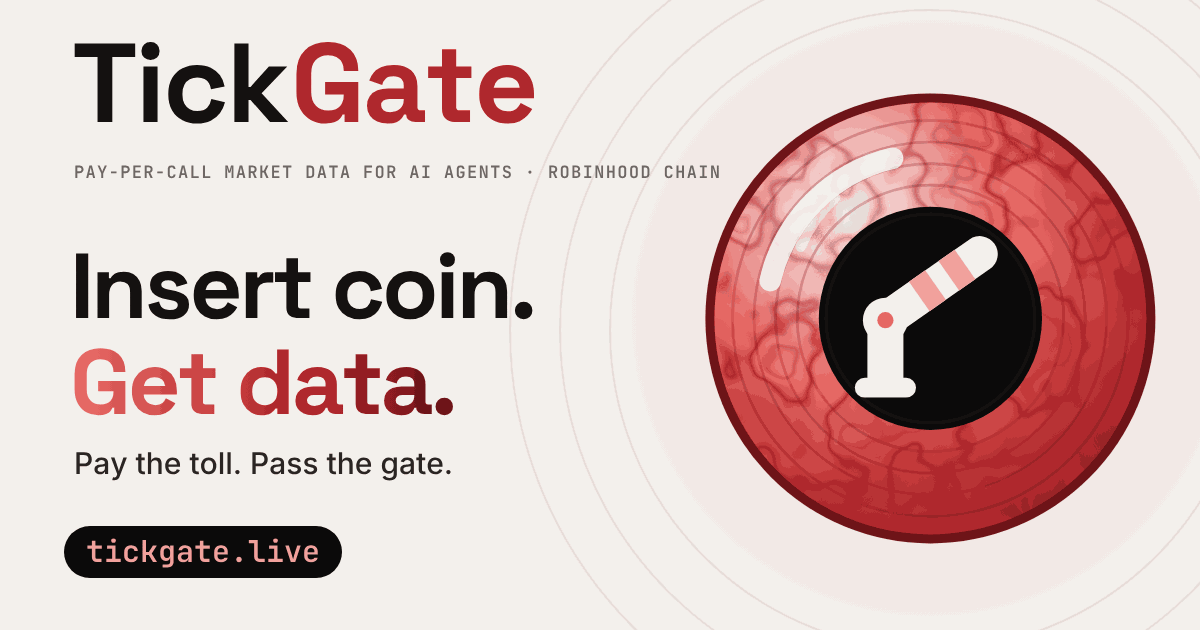 TickGate
PAY-PER-CALL MARKET DATA FOR AI AGENTS · ROBINHOOD CHAIN
Insert coin.
Get data.
Pay the toll. Pass the gate.
tickgate.live